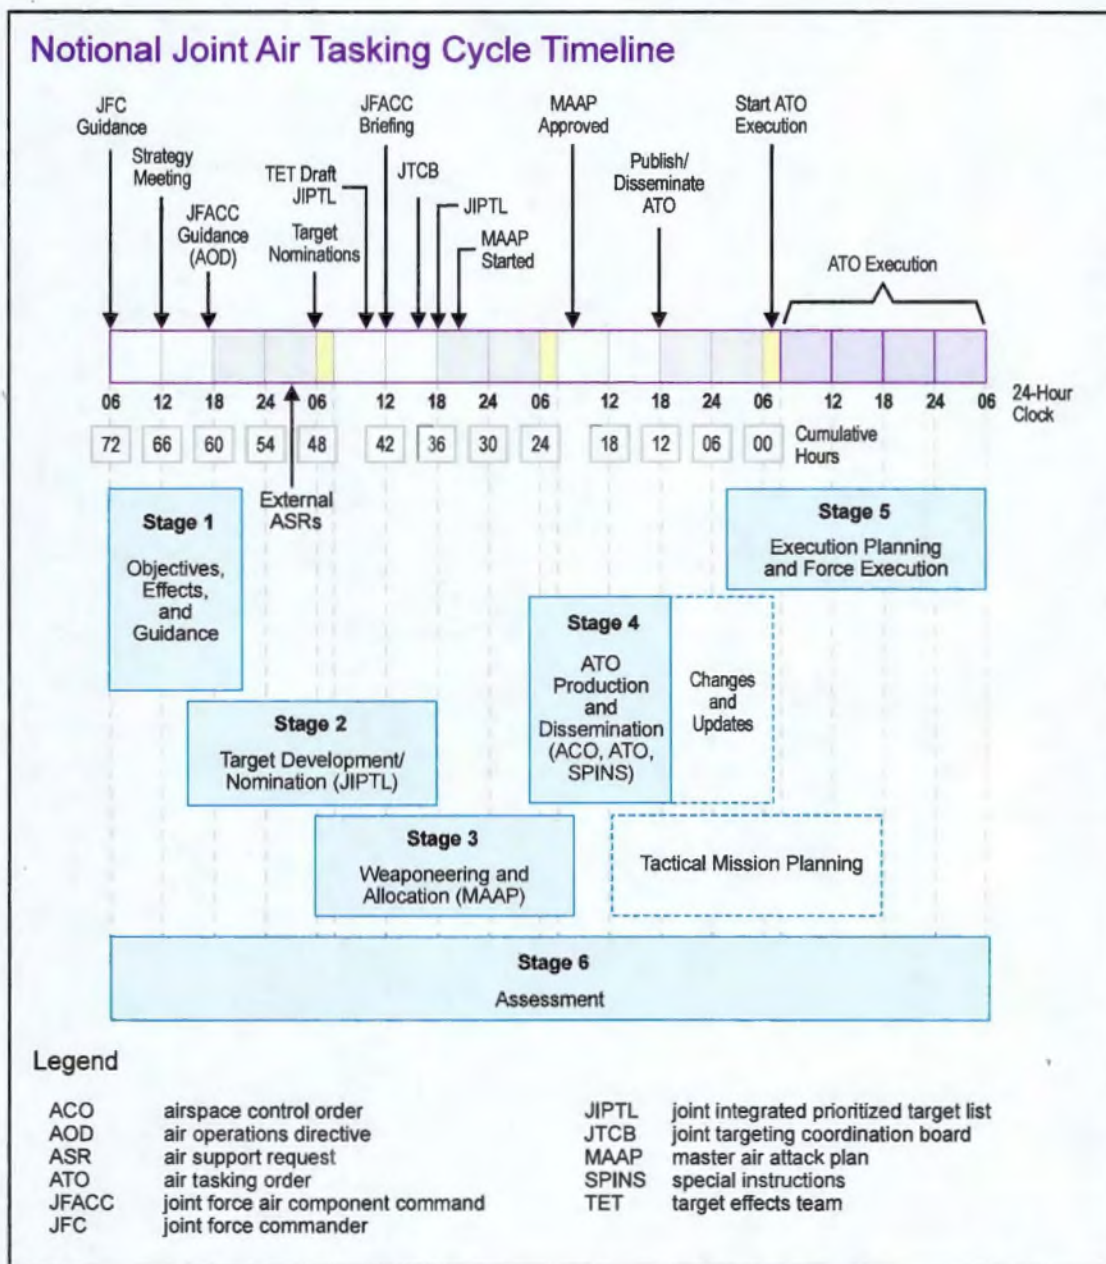 Notional Joint Air Tasking Cycle Timeline
JFC
Guidance
Strategy
Meeting
JFACC
Guidance
(AOD)
TET Draft
JIPTL
Target
Nominations
JFACC
Briefing
JTCB
JIPTL
MAAP
Started
MAAP
Approved
Publish/
Disseminate
ATO
Start ATO
Execution
ATO Execution
06 12 18 24 06 12 18 24 06 12 18 24 06 12 18 24 06
24-Hour
Clock
72 66 60 54 48 42 36 30 24 18 12 06 00
Cumulative
Hours
External
ASRs
Stage 1
Objectives,
Effects,
and
Guidance
Stage 5
Execution Planning
and Force Execution
Stage 4
ATO
Production
and
Dissemination
(ACO, ATO,
SPINS)
Changes
and
Updates
Stage 2
Target Development/
Nomination (JIPTL)
Stage 3
Weaponeering and
Allocation (MAAP)
Tactical Mission Planning
Stage 6
Assessment
Legend
ACO airspace control order
AOD air operations directive
ASR air support request
ATO air tasking order
JFACC joint force air component command
JFC joint force commander
JIPTL joint integrated prioritized target list
JTCB joint targeting coordination board
MAAP master air attack plan
SPINS special instructions
TET target effects team